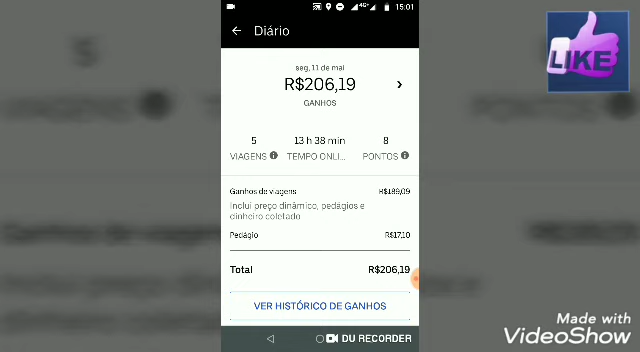 15:01
Diário
seg, 11 de mai
R$206,19
GANHOS
5 13 h 38 min 8
VIAGENS TEMPO ONLI... PONTOS
Ganhos de viagens R$189,09
Inclui preço dinâmico, pedágios e
dinheiro coletado
Pedágio R$17,10
Total R$206,19
VER HISTÓRICO DE GANHOS
DU RECORDER
LIKE
Made with
VideoShow